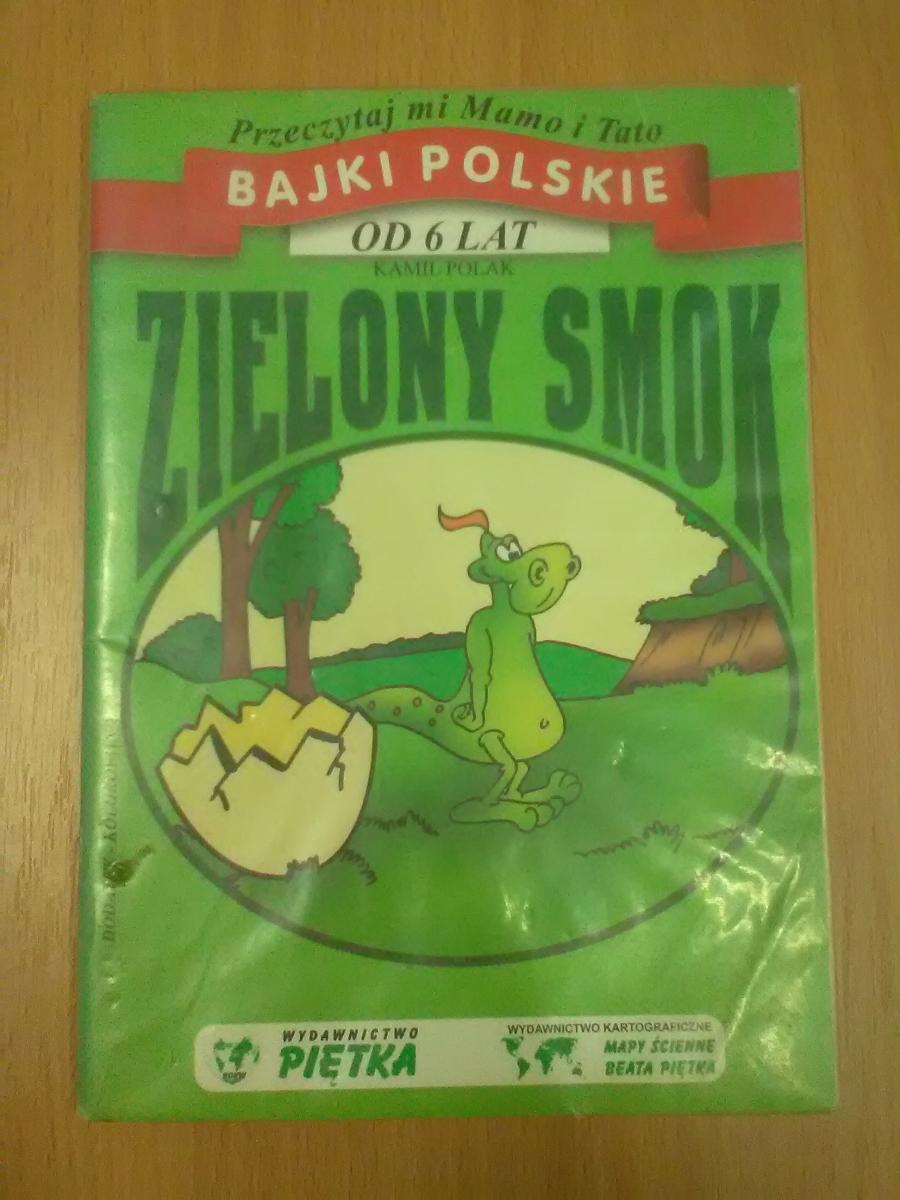 Przeczytaj mi Mamo i Tato
BAJKI POLSKIE
OD 6 LAT
KAMIL POLAK
ZIELONY SMOK
WYDAWNICTWO
PIĘTKA
WYDAWNICTWO KARTOGRAFICZNE
MAPY ŚCIENNE
BEATA PIĘTKA